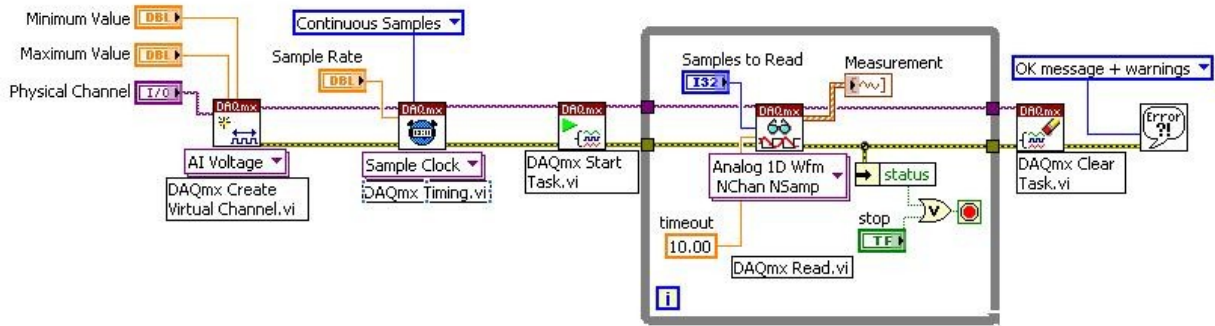 Minimum Value
DBL
Maximum Value
DBL
Physical Channel
I/O
Continuous Samples
Sample Rate
DBL
DAQmx
AI Voltage
DAQmx Create
Virtual Channel.vi
DAQmx
Sample Clock
DAQmx Timing.vi
DAQmx
DAQmx Start
Task.vi
Samples to Read
I32
Measurement
DAQmx
Analog 1D Wfm
NChan NSamp
timeout
10.00
DAQmx Read.vi
status
stop
TF
V
i
OK message + warnings
DAQmx
DAQmx Clear
Task.vi
Error
?!